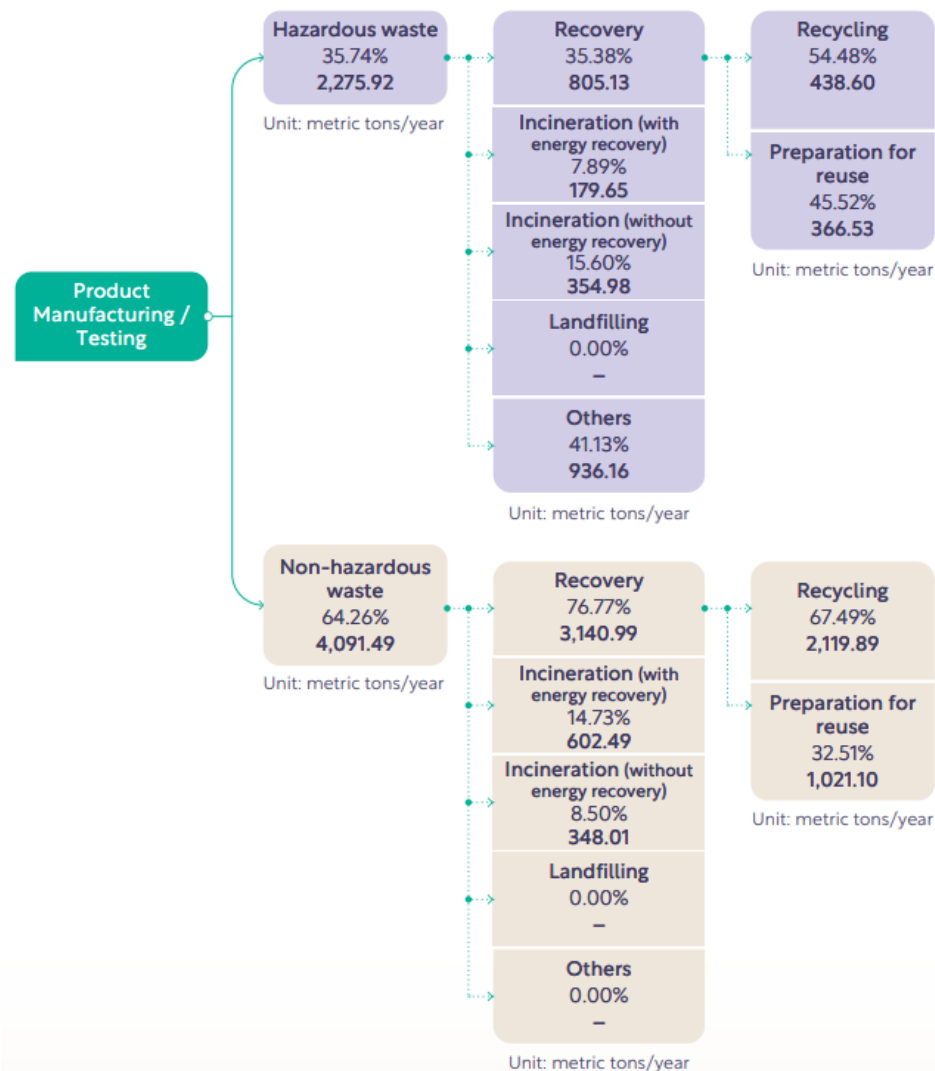 Product
Manufacturing /
Testing
Hazardous waste
35.74%
2,275.92
Unit: metric tons/year
Recovery
35.38%
805.13
Incineration (with
energy recovery)
7.89%
179.65
Incineration (without
energy recovery)
15.60%
354.98
Landfilling
0.00%
–
Others
41.13%
936.16
Unit: metric tons/year
Recycling
54.48%
438.60
Preparation for
reuse
45.52%
366.53
Unit: metric tons/year
Non-hazardous
waste
64.26%
4,091.49
Unit: metric tons/year
Recovery
76.77%
3,140.99
Incineration (with
energy recovery)
14.73%
602.49
Incineration (without
energy recovery)
8.50%
348.01
Landfilling
0.00%
–
Others
0.00%
–
Unit: metric tons/year
Recycling
67.49%
2,119.89
Preparation for
reuse
32.51%
1,021.10
Unit: metric tons/year